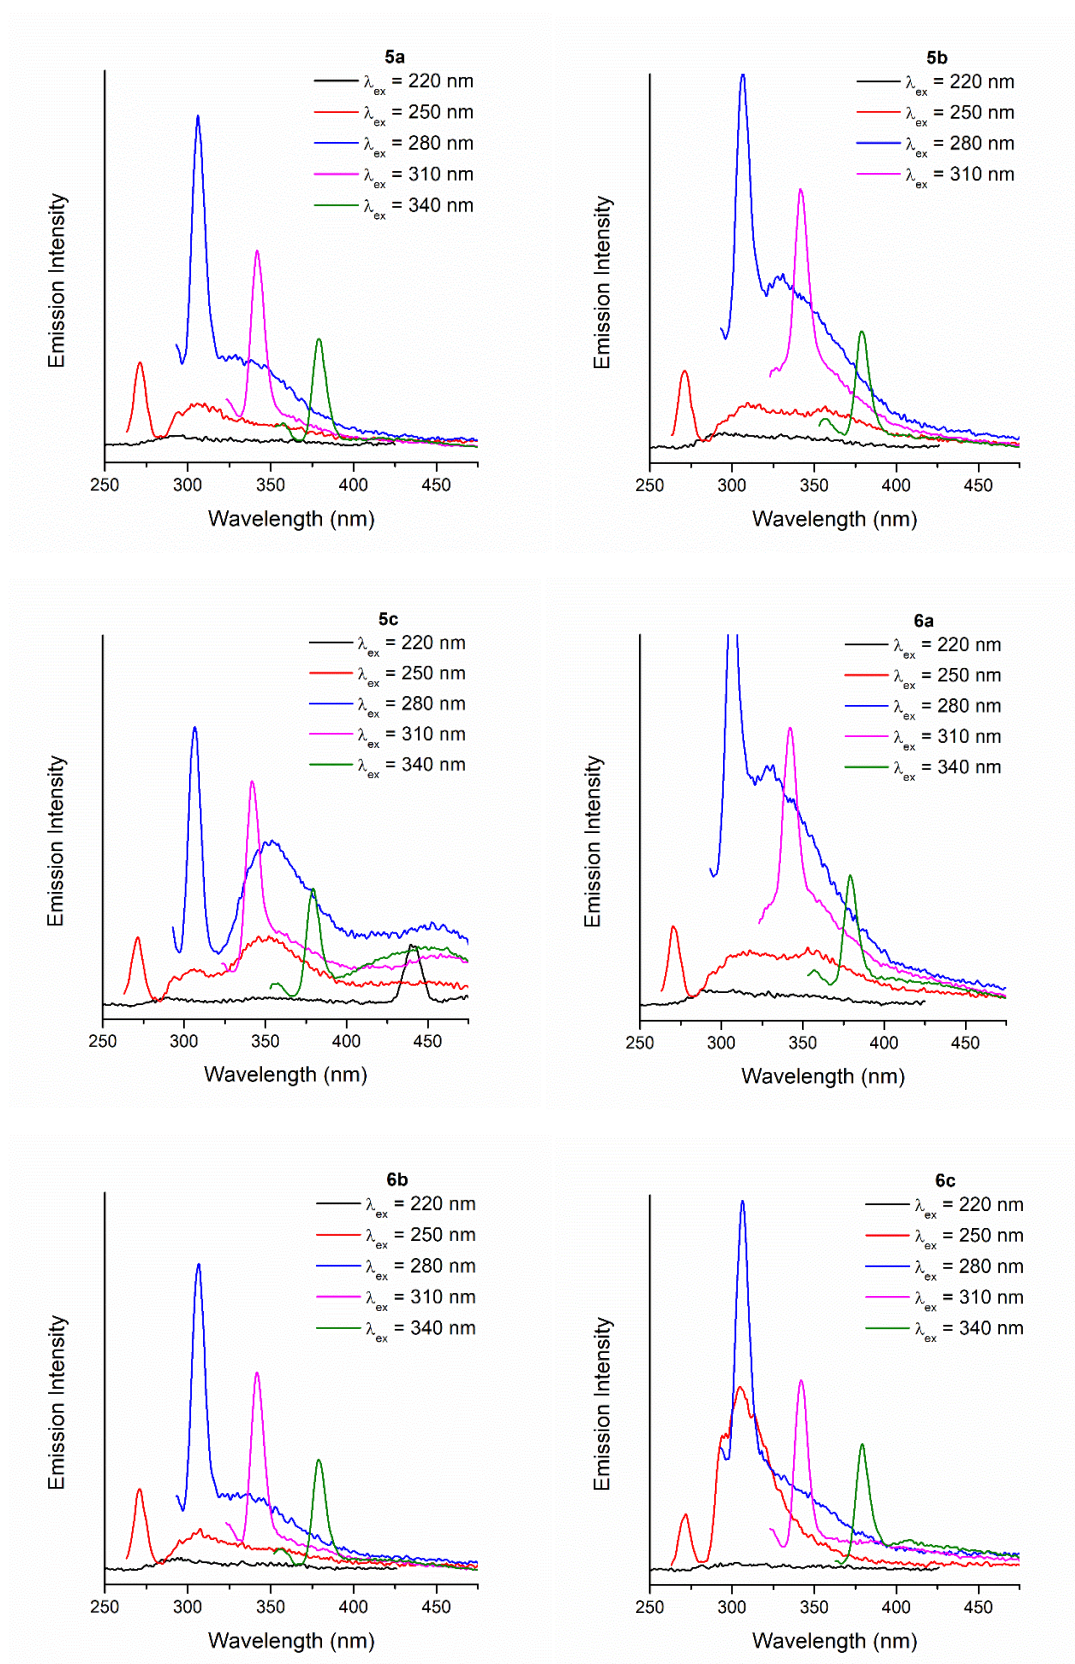 5a
λex = 220 nm
λex = 250 nm
λex = 280 nm
λex = 310 nm
λex = 340 nm
Emission Intensity
250 300 350 400 450
Wavelength (nm)
5b
λex = 220 nm
λex = 250 nm
λex = 280 nm
λex = 310 nm
Emission Intensity
250 300 350 400 450
Wavelength (nm)
5c
λex = 220 nm
λex = 250 nm
λex = 280 nm
λex = 310 nm
λex = 340 nm
Emission Intensity
250 300 350 400 450
Wavelength (nm)
6a
λex = 220 nm
λex = 250 nm
λex = 280 nm
λex = 310 nm
λex = 340 nm
Emission Intensity
250 300 350 400 450
Wavelength (nm)
6b
λex = 220 nm
λex = 250 nm
λex = 280 nm
λex = 310 nm
λex = 340 nm
Emission Intensity
250 300 350 400 450
Wavelength (nm)
6c
λex = 220 nm
λex = 250 nm
λex = 280 nm
λex = 310 nm
λex = 340 nm
Emission Intensity
250 300 350 400 450
Wavelength (nm)